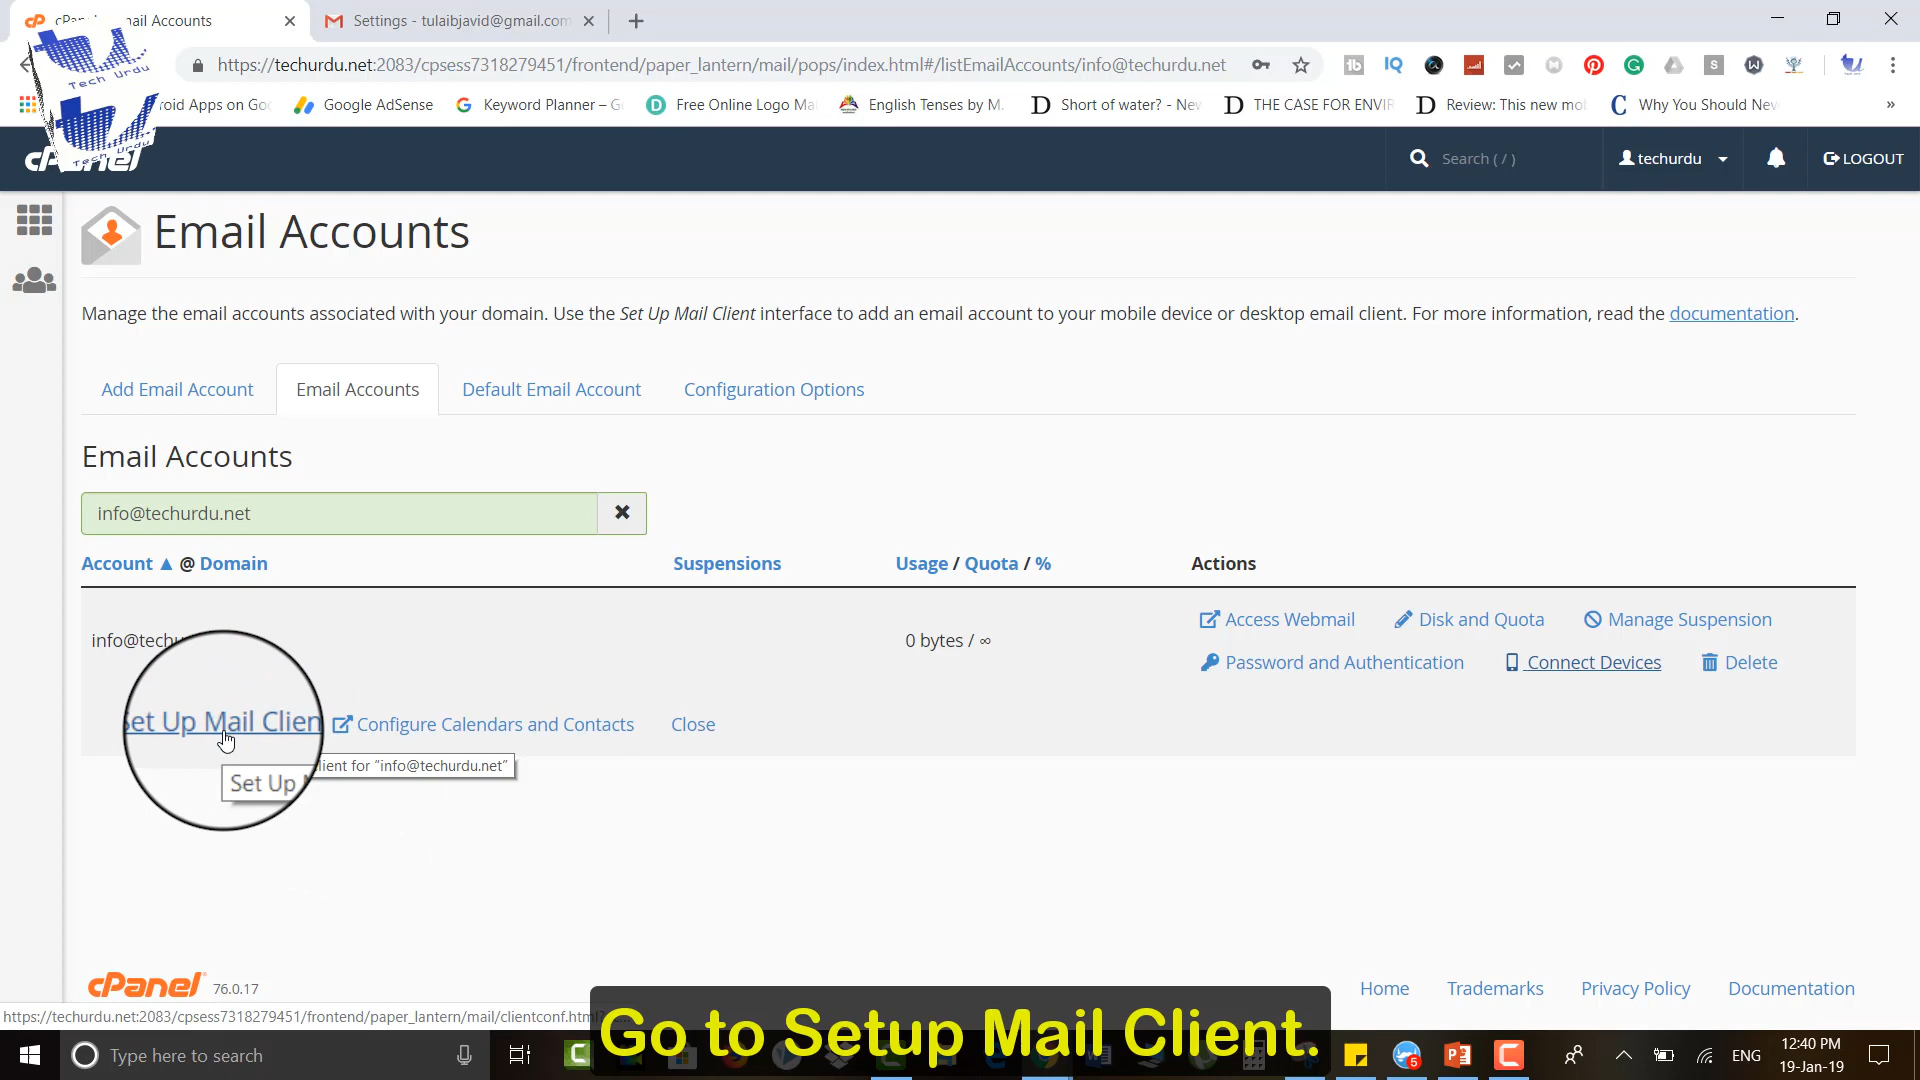 Email Accounts
Settings - tulaibjavid@gmail.com
https://techurdu.net:2083/cpsess7318279451/frontend/paper_lantern/mail/pops/index.html#/listEmailAccounts/info@techurdu.net
Tech Urdu
Apps on Go
Google AdSense
Keyword Planner – G
Free Online Logo Ma
English Tenses by M.
Short of water? - Nev
THE CASE FOR ENVIR
Review: This new mo
Why You Should Nev
»
Tech Urdu
cPanel
Search ( / )
techurdu
LOGOUT
Email Accounts
Manage the email accounts associated with your domain. Use the Set Up Mail Client interface to add an email account to your mobile device or desktop email client. For more information, read the documentation.
Add Email Account
Email Accounts
Default Email Account
Configuration Options
Email Accounts
info@techurdu.net
Account ▲ @ Domain
Suspensions
Usage / Quota / %
Actions
info@techu
0 bytes / ∞
Access Webmail
Disk and Quota
Manage Suspension
Password and Authentication
Connect Devices
Delete
et Up Mail Clien
Configure Calendars and Contacts
Close
Set Up
lient for “info@techurdu.net”
cPanel 76.0.17
Home
Trademarks
Privacy Policy
Documentation
https://techurdu.net:2083/cpsess7318279451/frontend/paper_lantern/mail/clientconf.html?
Go to Setup Mail Client.
Type here to search
5
ENG
12:40 PM
19-Jan-19